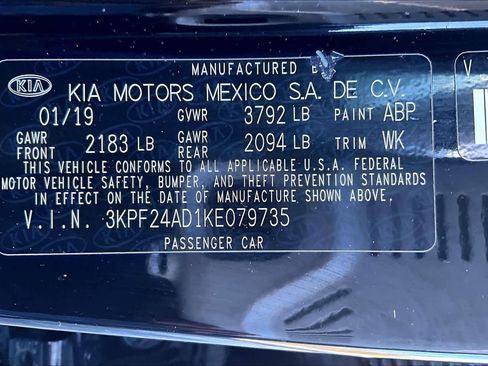 MANUFACTURED B
KIA KIA MOTORS MEXICO S.A. DE C.V.
01/19 GVWR 3792 LB PAINT ABP
GAWR FRONT 2183 LB GAWR REAR 2094 LB TRIM WK
THIS VEHICLE CONFORMS TO ALL APPLICABLE U.S.A. FEDERAL
MOTOR VEHICLE SAFETY, BUMPER, AND THEFT PREVENTION STANDARDS
IN EFFECT ON THE DATE OF MANUFACTURE SHOWN ABOVE.
V.I.N. 3KPF24AD1KE079735
PASSENGER CAR
V